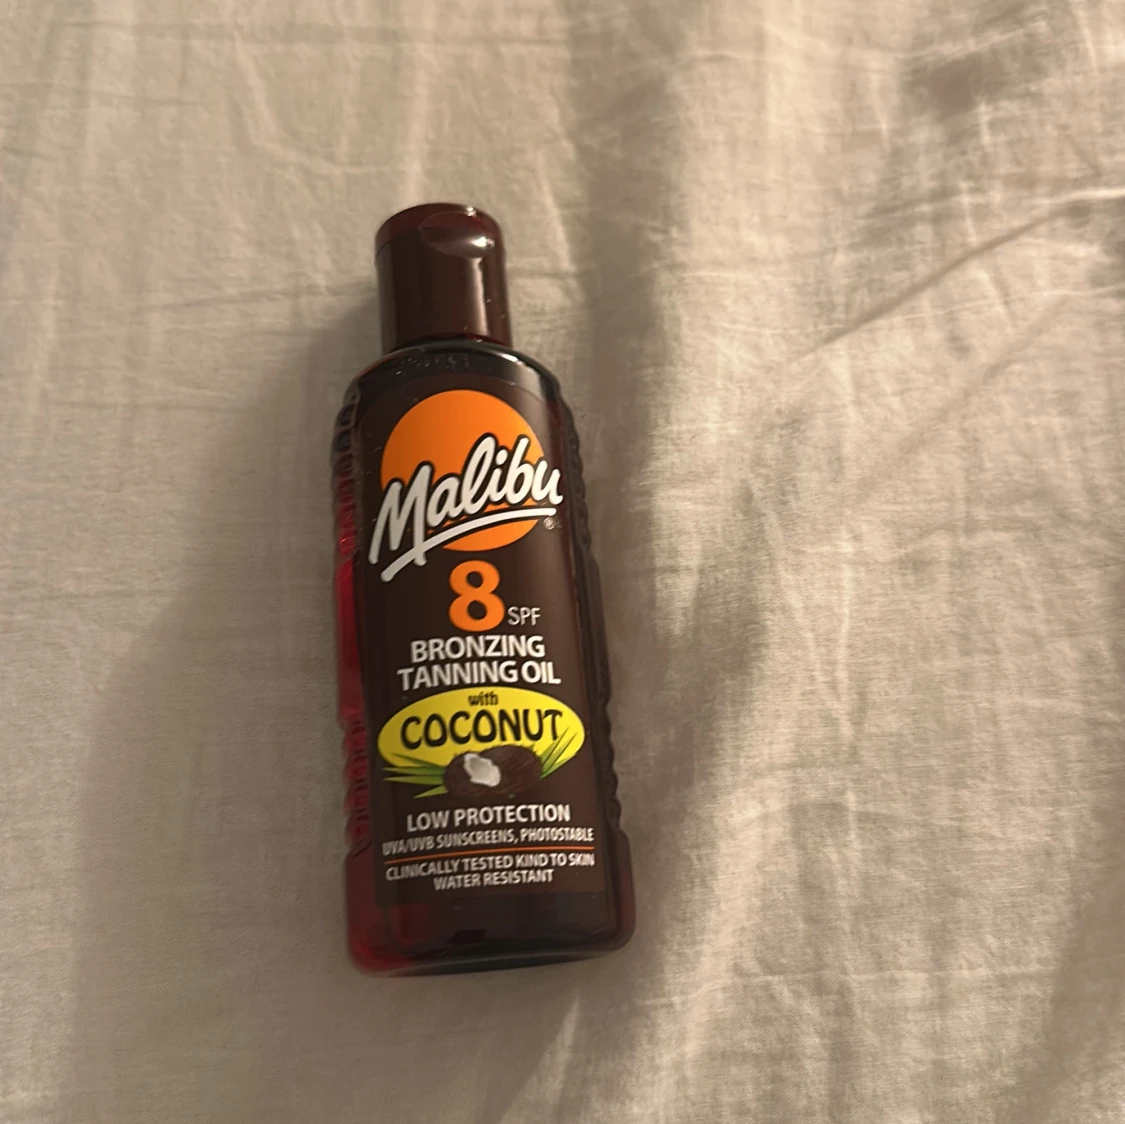 Malibu®
8 SPF
BRONZING
TANNING OIL
with
COCONUT
LOW PROTECTION
UVA/UVB SUNSCREENS, PHOTOSTABLE
CLINICALLY TESTED KIND TO SKIN
WATER RESISTANT